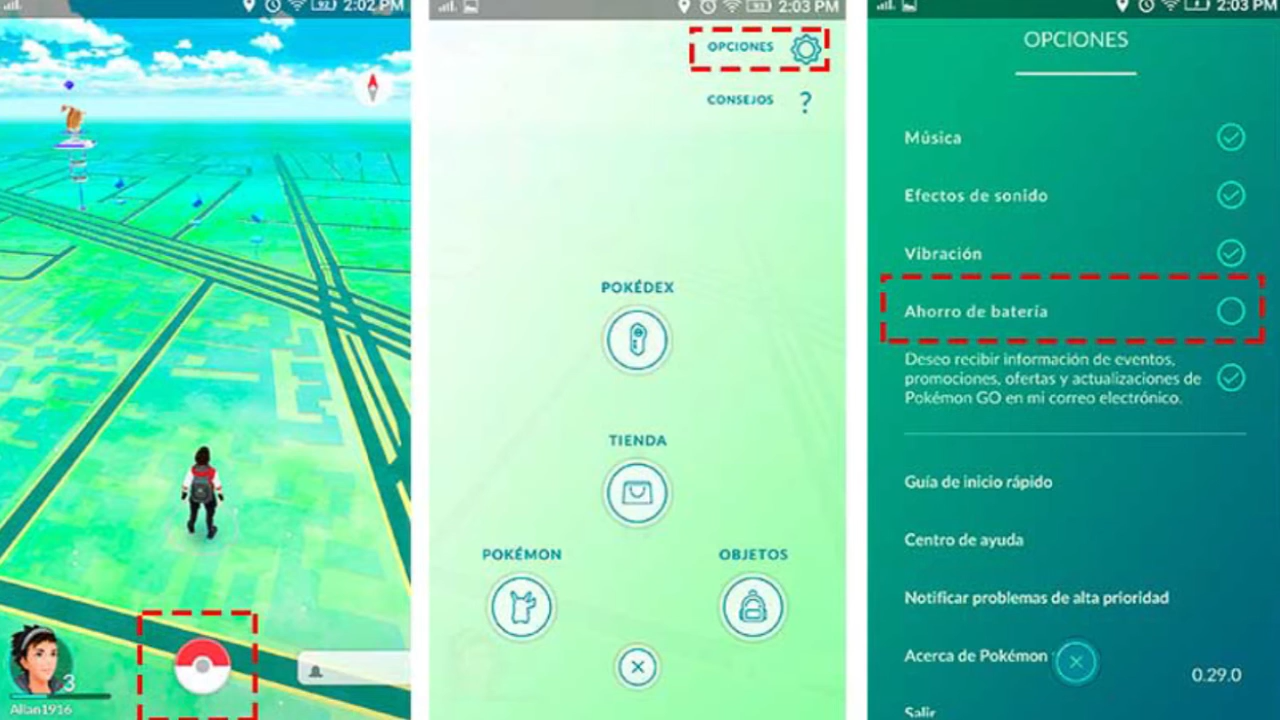 92 2:02 PM
3
Allan1916
93 2:03 PM
OPCIONES
CONSEJOS ?
POKÉDEX
TIENDA
POKÉMON
OBJETOS
2:03 PM
OPCIONES
Música
Efectos de sonido
Vibración
Ahorro de batería
Deseo recibir información de eventos,
promociones, ofertas y actualizaciones de
Pokémon GO en mi correo electrónico.
Guía de inicio rápido
Centro de ayuda
Notificar problemas de alta prioridad
Acerca de Pokémon
0.29.0
Salir